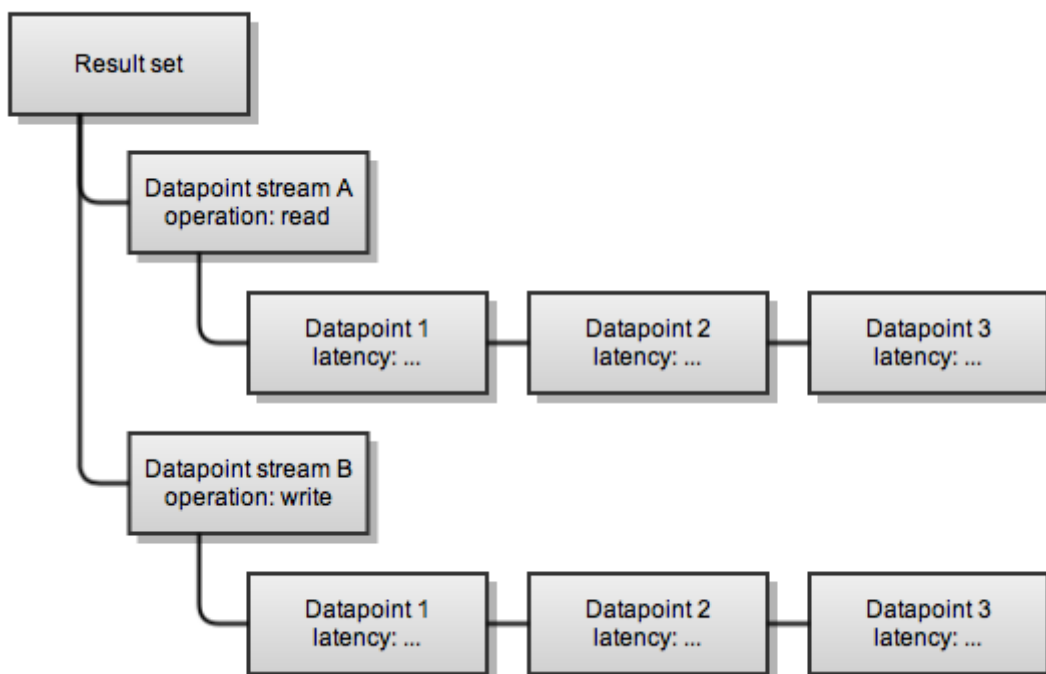 Result set
Datapoint stream A
operation: read
Datapoint 1
latency: ...
Datapoint 2
latency: ...
Datapoint 3
latency: ...
Datapoint stream B
operation: write
Datapoint 1
latency: ...
Datapoint 2
latency: ...
Datapoint 3
latency: ...